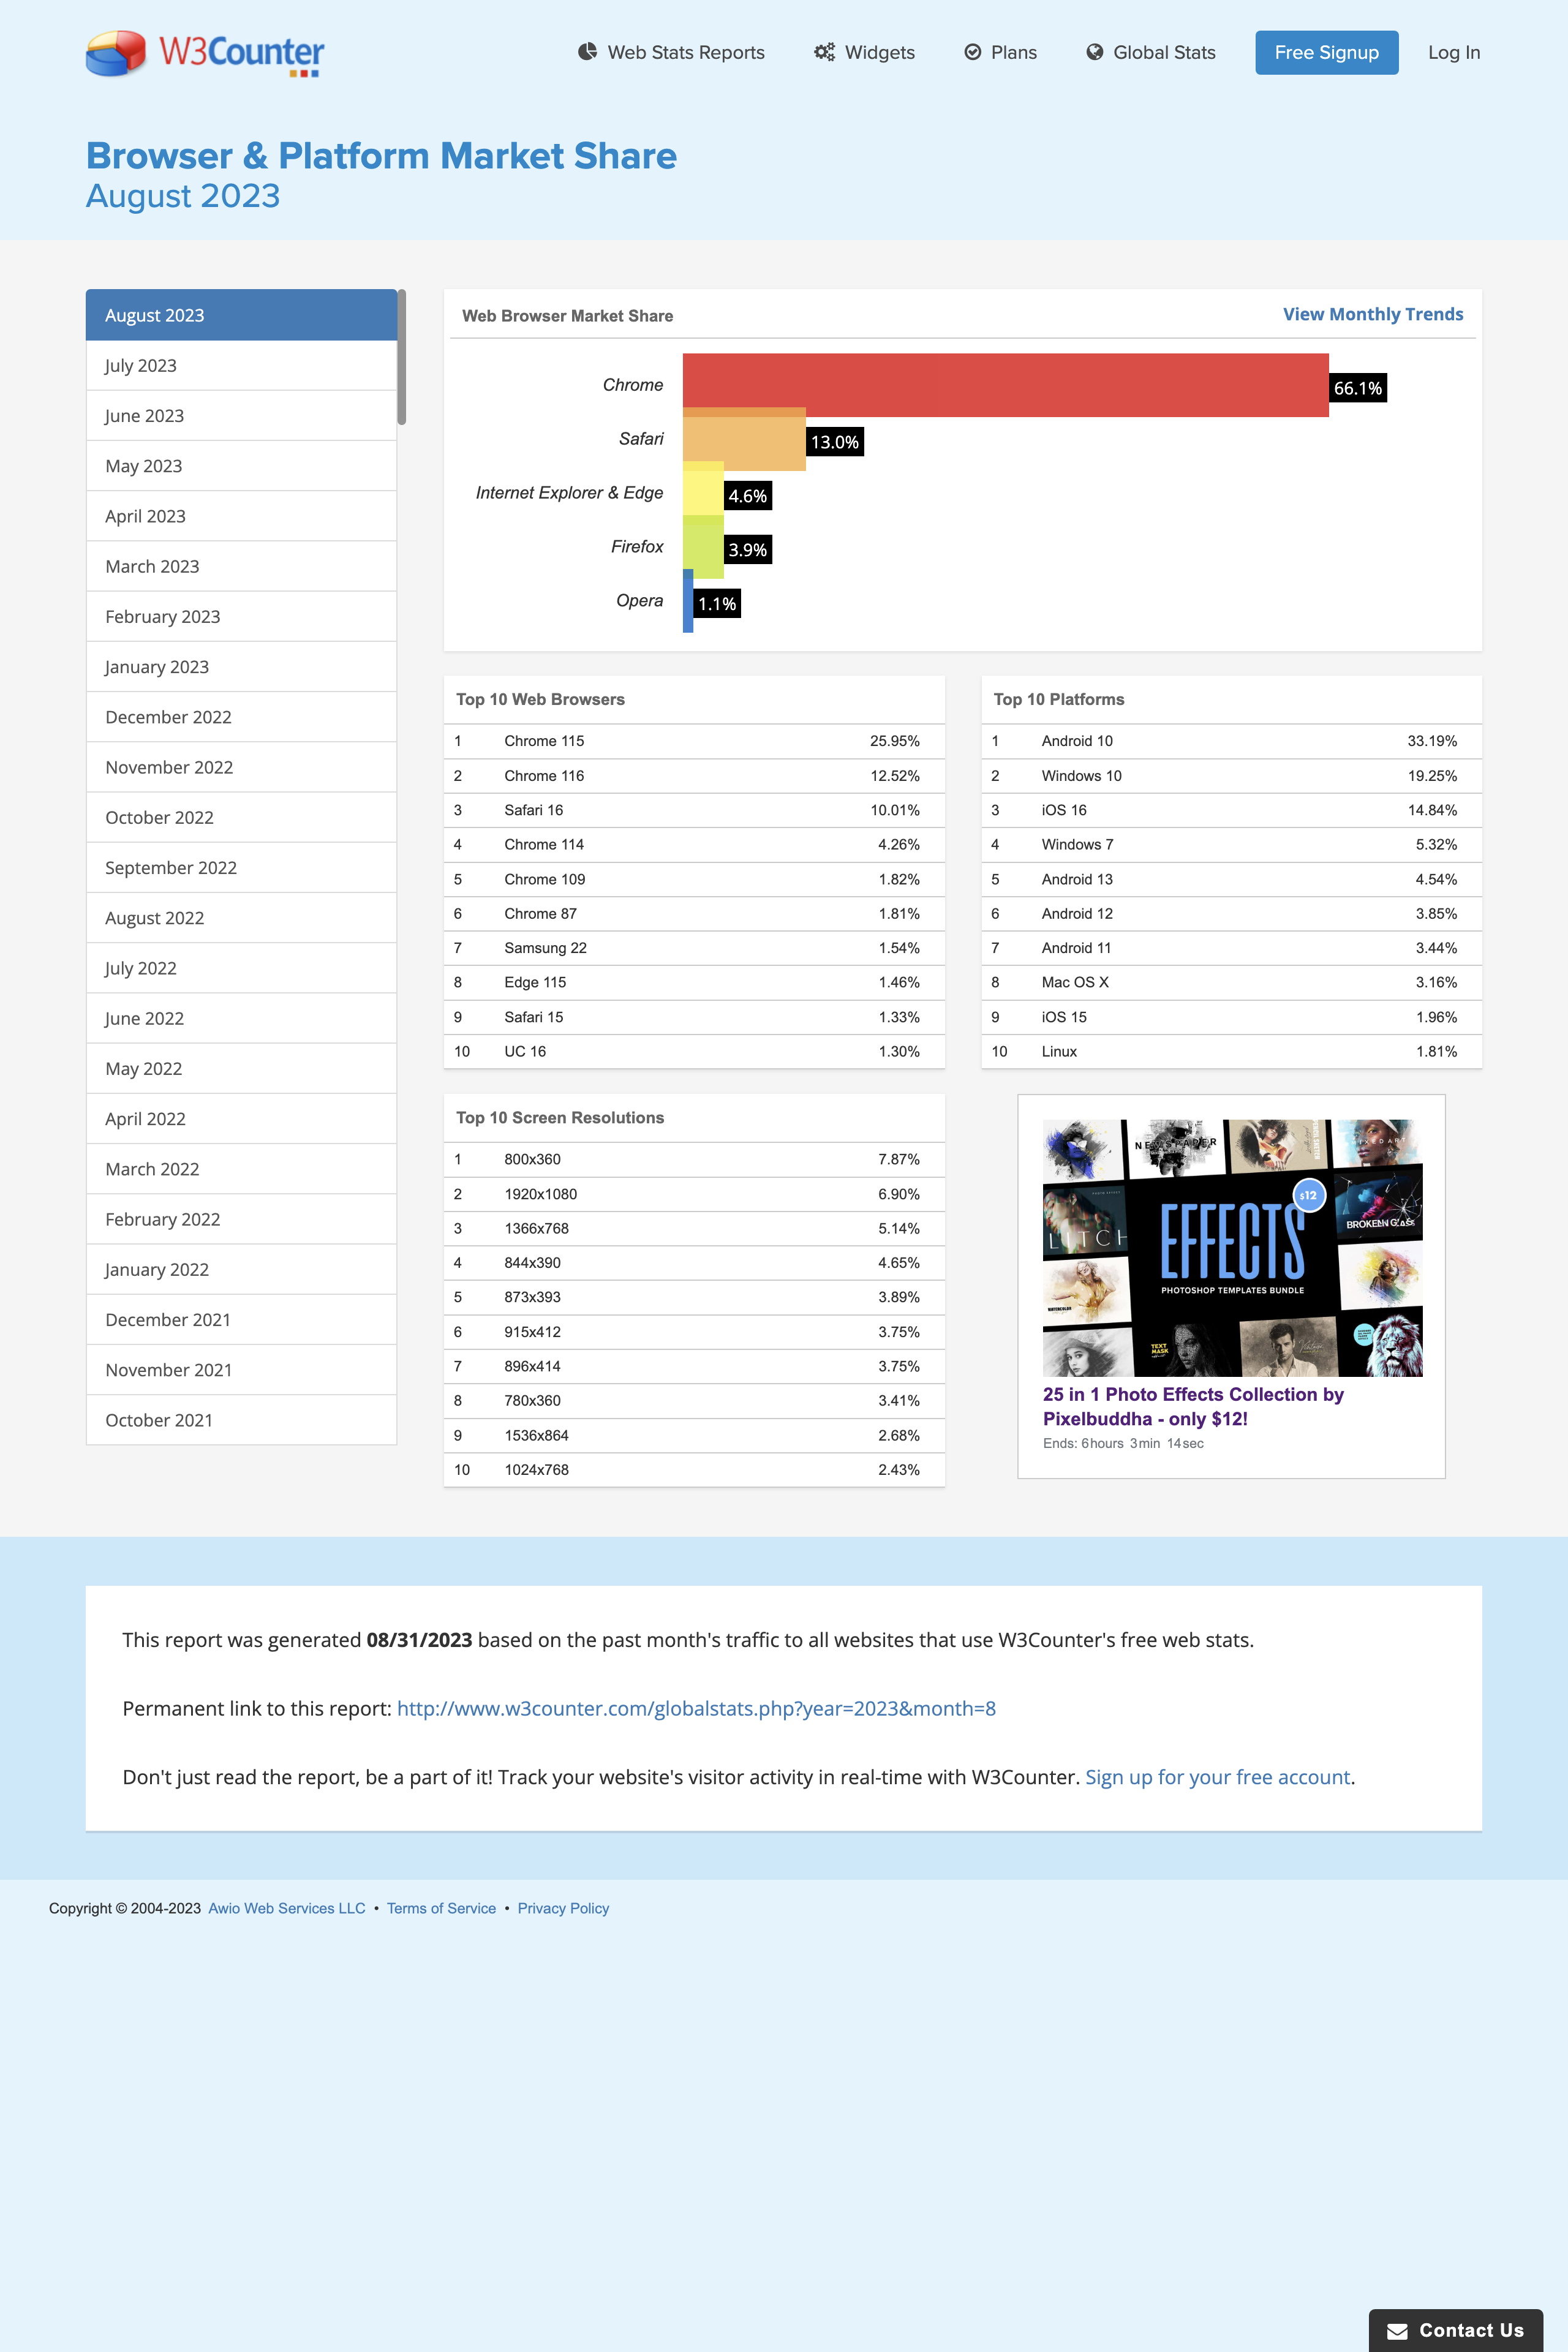 W3Counter
Web Stats Reports
Widgets
Plans
Global Stats
Free Signup
Log In
Browser & Platform Market Share
August 2023
August 2023
July 2023
June 2023
May 2023
April 2023
March 2023
February 2023
January 2023
December 2022
November 2022
October 2022
September 2022
August 2022
July 2022
June 2022
May 2022
April 2022
March 2022
February 2022
January 2022
December 2021
November 2021
October 2021
Web Browser Market Share
View Monthly Trends
Chrome 66.1%
Safari 13.0%
Internet Explorer & Edge 4.6%
Firefox 3.9%
Opera 1.1%
Top 10 Web Browsers
1 Chrome 115 25.95%
2 Chrome 116 12.52%
3 Safari 16 10.01%
4 Chrome 114 4.26%
5 Chrome 109 1.82%
6 Chrome 87 1.81%
7 Samsung 22 1.54%
8 Edge 115 1.46%
9 Safari 15 1.33%
10 UC 16 1.30%
Top 10 Platforms
1 Android 10 33.19%
2 Windows 10 19.25%
3 iOS 16 14.84%
4 Windows 7 5.32%
5 Android 13 4.54%
6 Android 12 3.85%
7 Android 11 3.44%
8 Mac OS X 3.16%
9 iOS 15 1.96%
10 Linux 1.81%
Top 10 Screen Resolutions
1 800x360 7.87%
2 1920x1080 6.90%
3 1366x768 5.14%
4 844x390 4.65%
5 873x393 3.89%
6 915x412 3.75%
7 896x414 3.75%
8 780x360 3.41%
9 1536x864 2.68%
10 1024x768 2.43%
NEWSPAPER
$12
LITCH
EFFECTS
BROKEN GLASS
PHOTOSHOP TEMPLATES BUNDLE
WATERCOLOR
TEXT
MASK
25 in 1 Photo Effects Collection by
Pixelbuddha - only $12!
Ends: 6hours 3min 14sec
This report was generated 08/31/2023 based on the past month's traffic to all websites that use W3Counter's free web stats.
Permanent link to this report: http://www.w3counter.com/globalstats.php?year=2023&month=8
Don't just read the report, be a part of it! Track your website's visitor activity in real-time with W3Counter. Sign up for your free account.
Copyright © 2004-2023 Awio Web Services LLC • Terms of Service • Privacy Policy
Contact Us